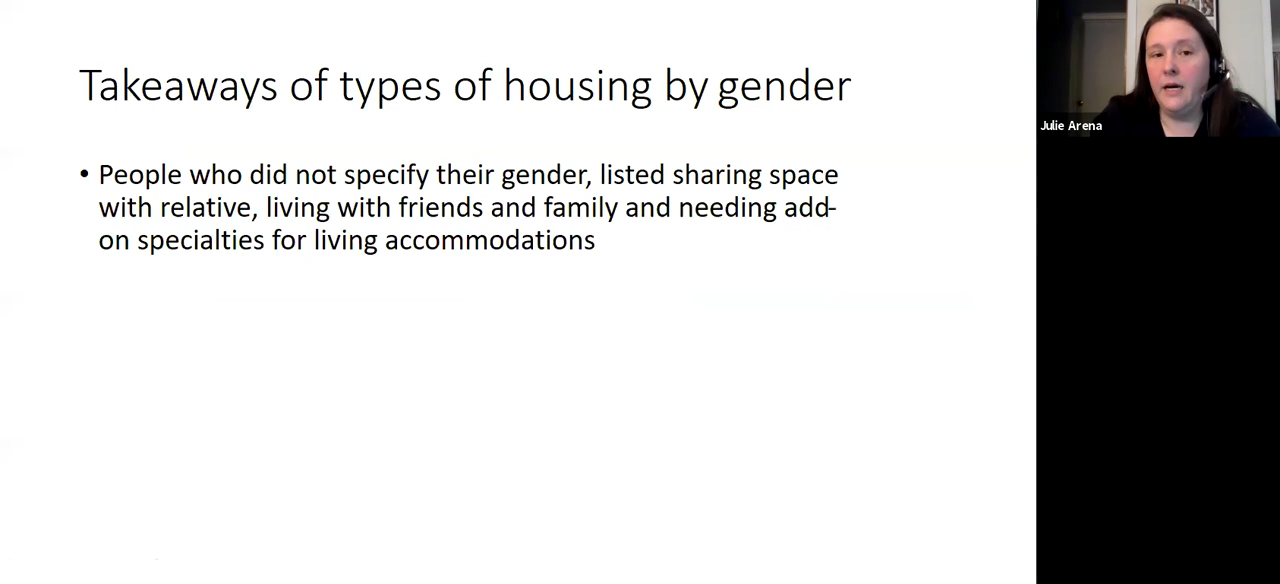 Takeaways of types of housing by gender
• People who did not specify their gender, listed sharing space
with relative, living with friends and family and needing add-
on specialties for living accommodations
Julie Arena